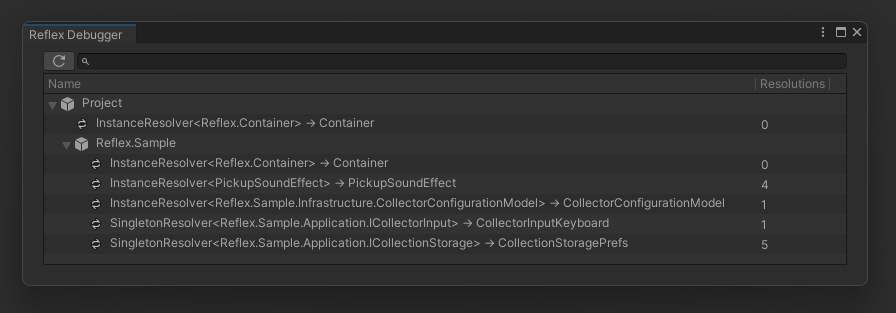 Reflex Debugger
Name Resolutions
Project
InstanceResolver<Reflex.Container> → Container 0
Reflex.Sample
InstanceResolver<Reflex.Container> → Container 0
InstanceResolver<PickupSoundEffect> → PickupSoundEffect 4
InstanceResolver<Reflex.Sample.Infrastructure.CollectorConfigurationModel> → CollectorConfigurationModel 1
SingletonResolver<Reflex.Sample.Application.ICollectorInput> → CollectorInputKeyboard 1
SingletonResolver<Reflex.Sample.Application.ICollectionStorage> → CollectionStoragePrefs 5